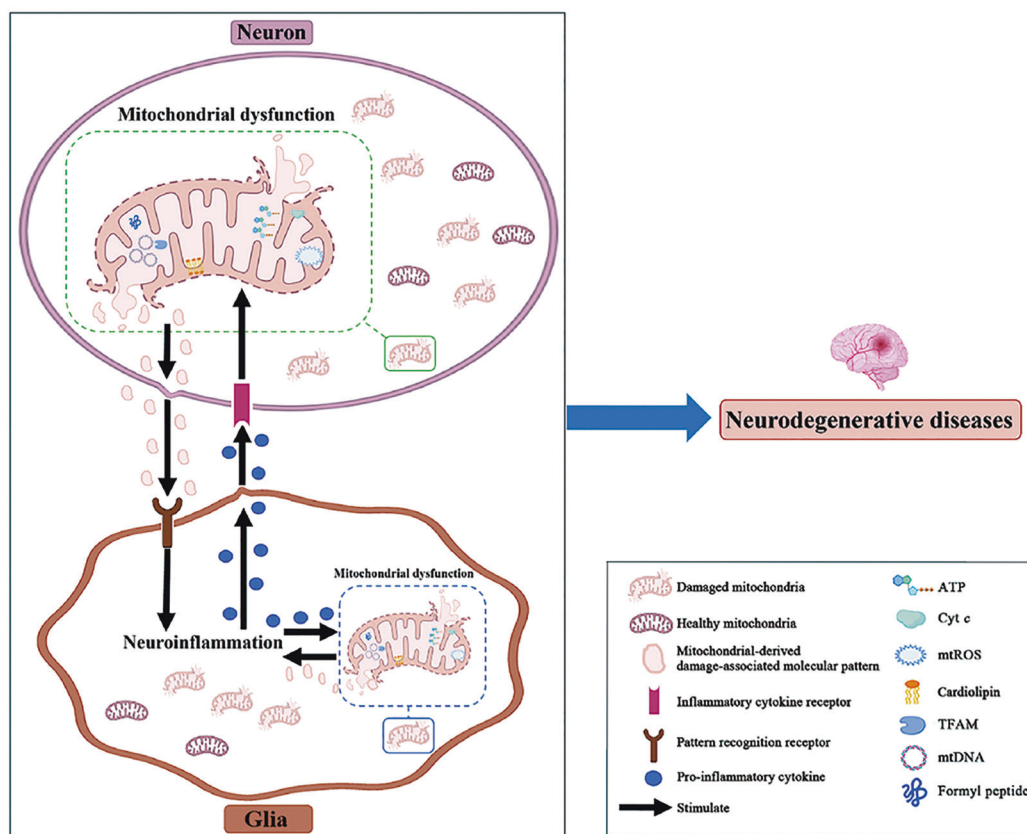 Neuron
Mitochondrial dysfunction
Neurodegenerative diseases
Mitochondrial dysfunction
Neuroinflammation
Glia
Damaged mitochondria
Healthy mitochondria
Mitochondrial-derived
damage-associated molecular pattern
Inflammatory cytokine receptor
Pattern recognition receptor
Pro-inflammatory cytokine
Stimulate
ATP
Cyt c
mtROS
Cardiolipin
TFAM
mtDNA
Formyl peptide